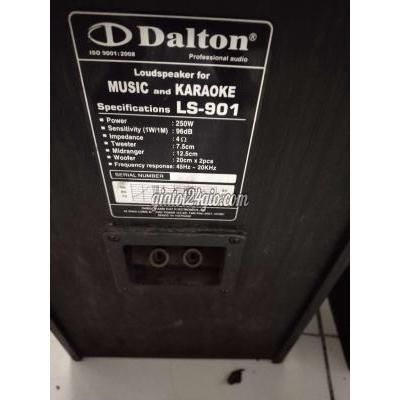 Dalton®
ISO 9001:2008
Professional audio
Loudspeaker for
MUSIC and KARAOKE
Specifications LS-901
Power : 250W
Sensitivity (1W/1M) : 96dB
Impedance : 4Ω
Tweeter : 7.5cm
Midranger : 12.5cm
Woofer : 20cm x 2pcs
Frequency response : 45Hz ~ 20KHz
SERIAL NUMBER
giatot24gio.com